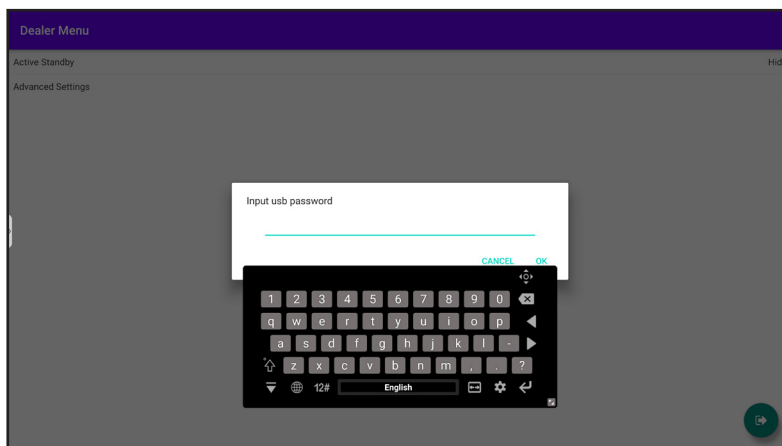 Dealer Menu
Active Standby
Hid
Advanced Settings
Input usb password
CANCEL OK
1 2 3 4 5 6 7 8 9 0
q w e r t y u i o p
a s d f g h j k l -
z x c v b n m , . ?
12# English